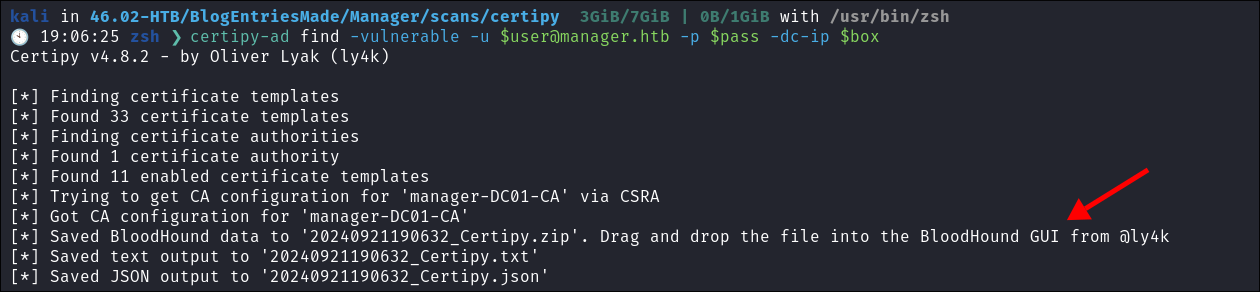 kali in 46.02-HTB/BlogEntriesMade/Manager/scans/certipy 3GiB/7GiB | 0B/1GiB with /usr/bin/zsh
19:06:25 zsh ❯ certipy-ad find -vulnerable -u $user@manager.htb -p $pass -dc-ip $box
Certipy v4.8.2 - by Oliver Lyak (ly4k)
[*] Finding certificate templates
[*] Found 33 certificate templates
[*] Finding certificate authorities
[*] Found 1 certificate authority
[*] Found 11 enabled certificate templates
[*] Trying to get CA configuration for 'manager-DC01-CA' via CSRA
[*] Got CA configuration for 'manager-DC01-CA'
[*] Saved BloodHound data to '20240921190632_Certipy.zip'. Drag and drop the file into the BloodHound GUI from @ly4k
[*] Saved text output to '20240921190632_Certipy.txt'
[*] Saved JSON output to '20240921190632_Certipy.json'